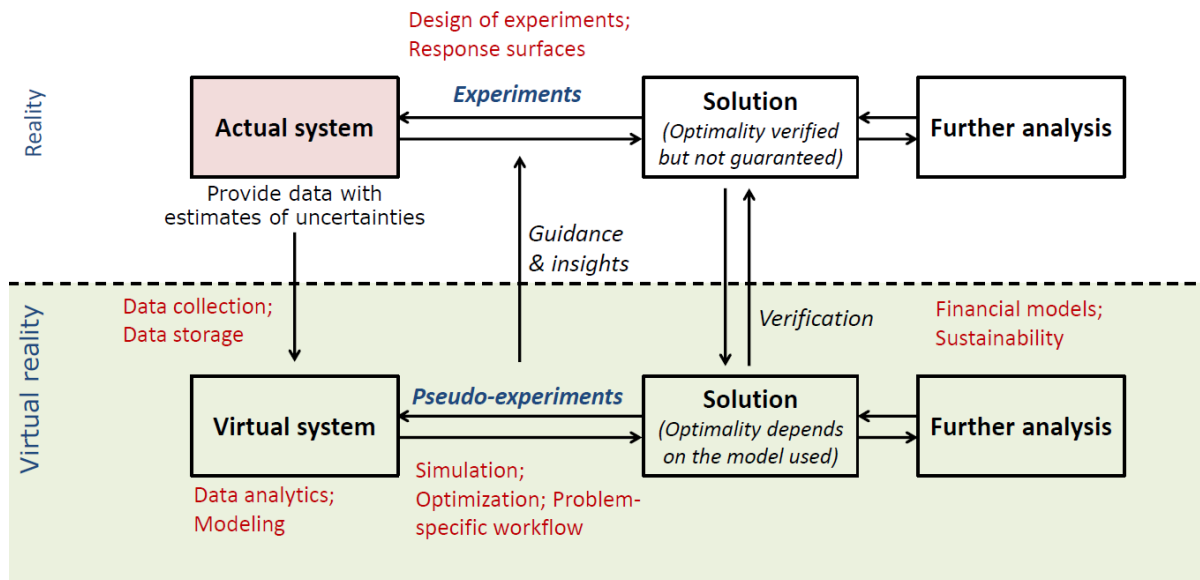 Design of experiments;
Response surfaces
Reality
Actual system
Experiments
Solution
(Optimality verified
but not guaranteed)
Further analysis
Provide data with
estimates of uncertainties
Guidance
& insights
Data collection;
Data storage
Verification
Financial models;
Sustainability
Virtual reality
Virtual system
Pseudo-experiments
Solution
(Optimality depends
on the model used)
Further analysis
Data analytics;
Modeling
Simulation;
Optimization; Problem-
specific workflow